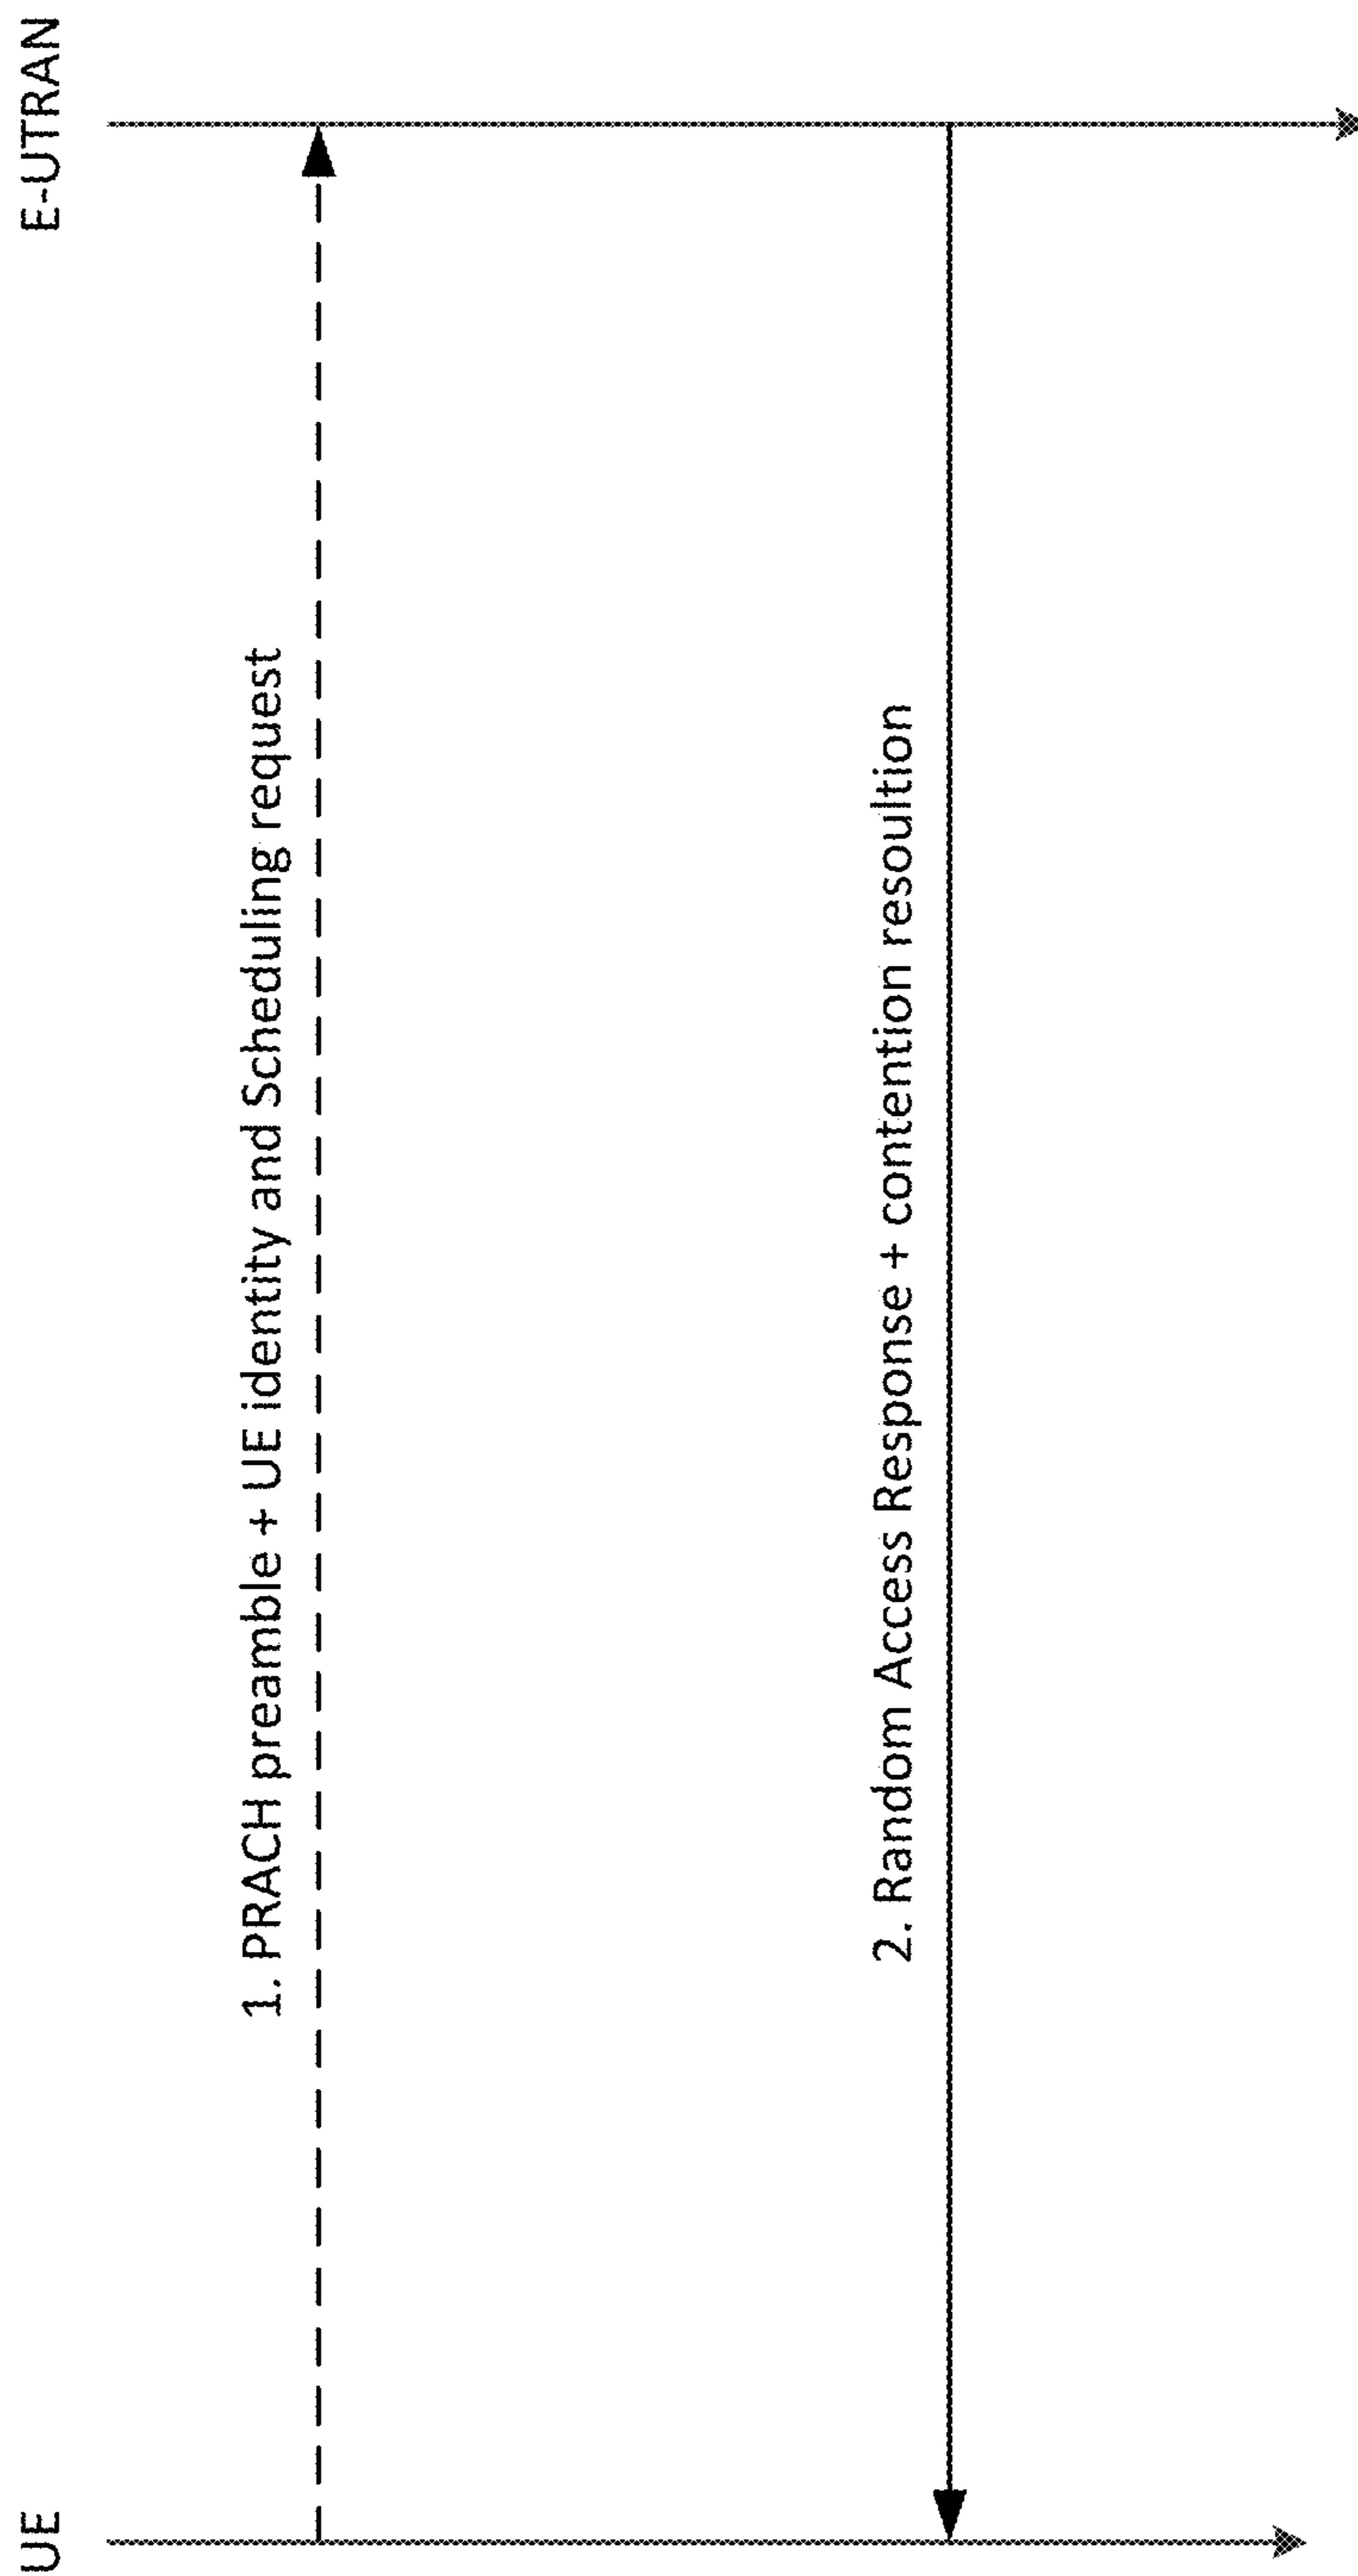 UE
E-UTRAN
1. PRACH preamble + UE identity and Scheduling request
2. Random Access Response + contention resoultion